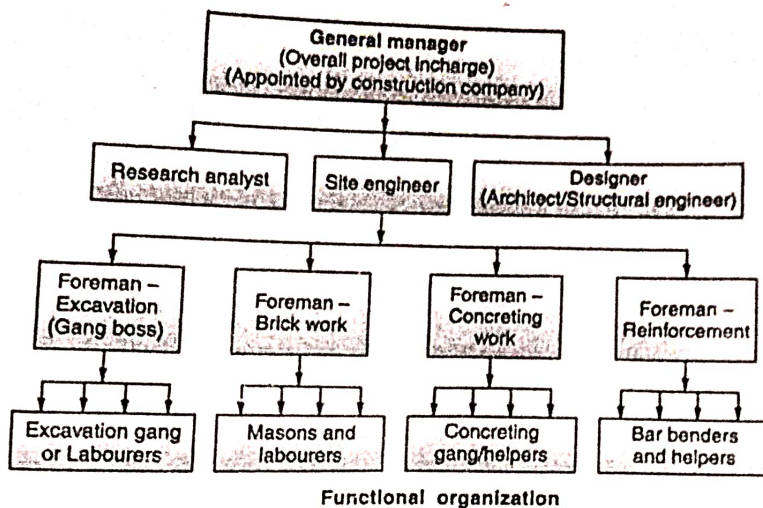 General manager
(Overall project incharge)
(Appointed by construction company)
Research analyst
Site engineer
Designer
(Architect/Structural engineer)
Foreman –
Excavation
(Gang boss)
Foreman –
Brick work
Foreman –
Concreting
work
Foreman –
Reinforcement
Excavation gang
or Labourers
Masons and
labourers
Concreting
gang/helpers
Bar benders
and helpers
Functional organization